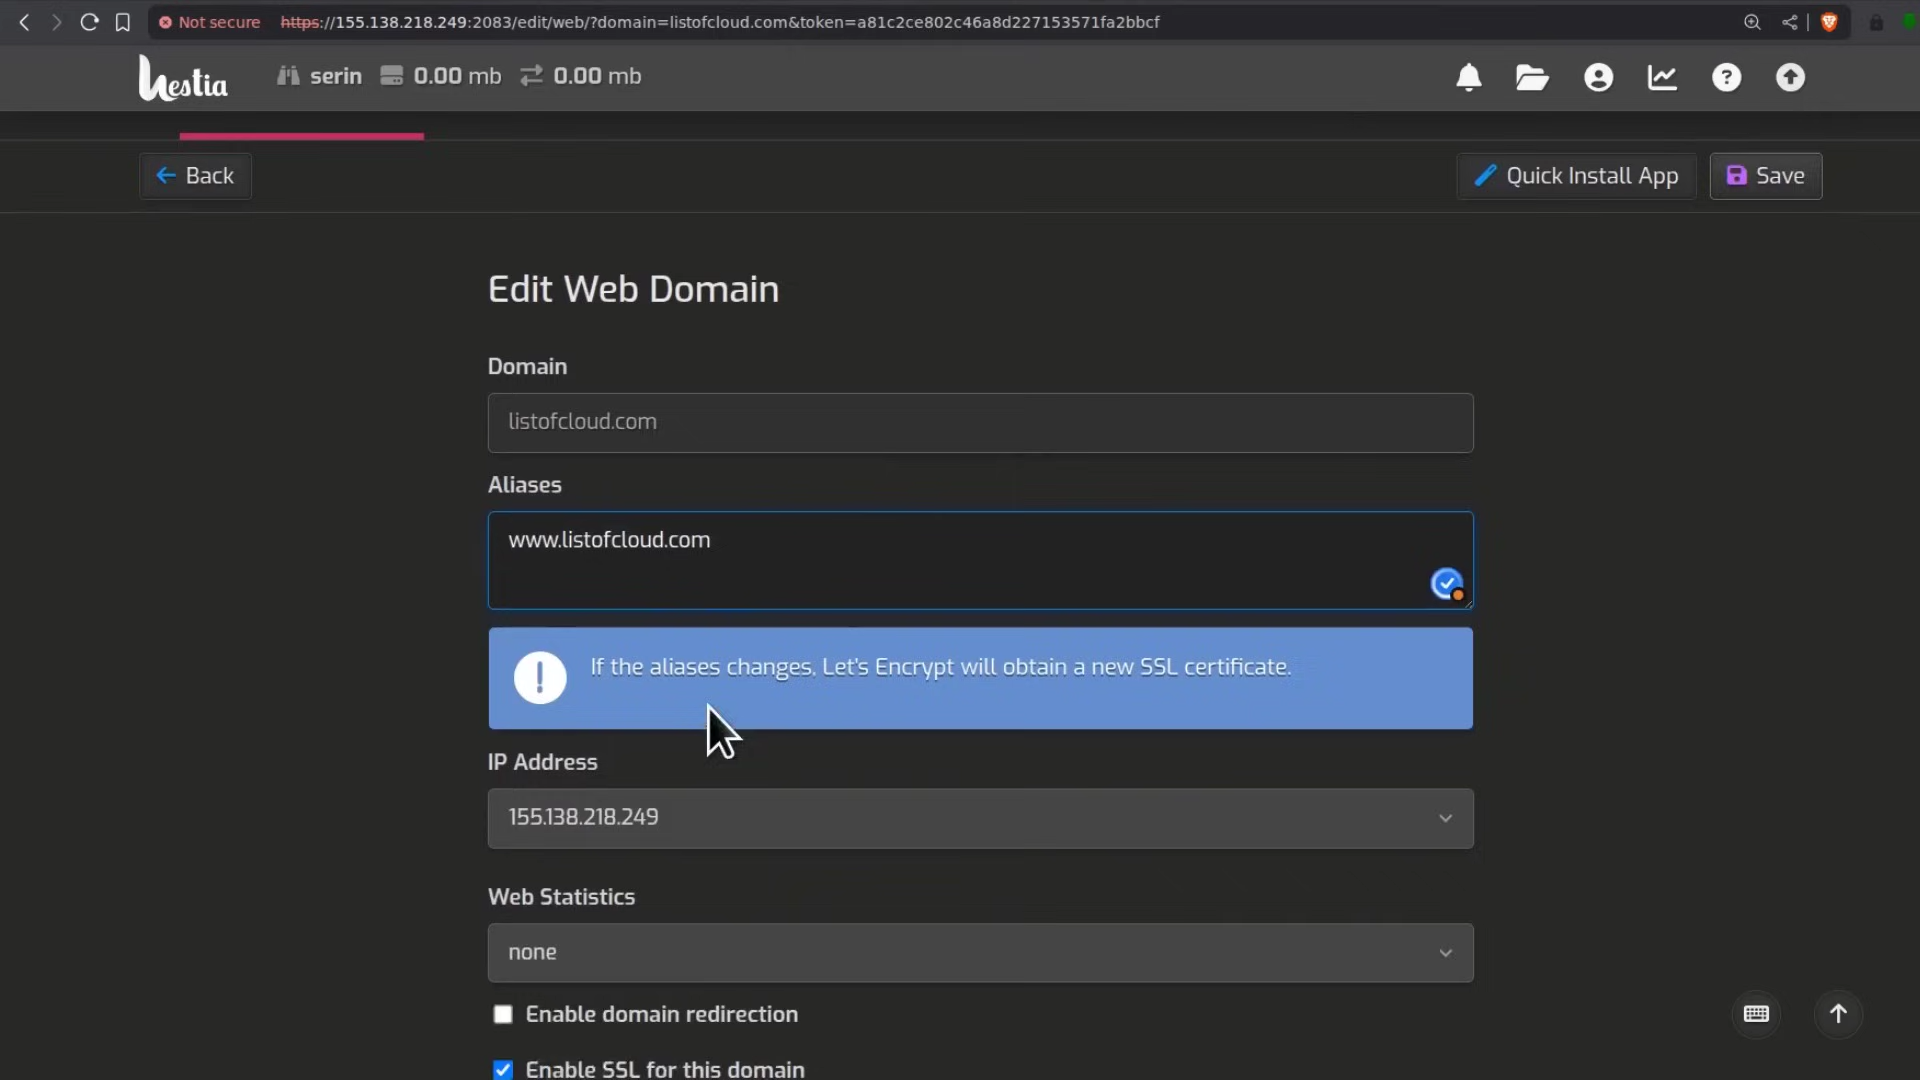 Not secure https://155.138.218.249:2083/edit/web/?domain=listofcloud.com&token=a81c2ce802c46a8d227153571fa2bbcf
hestia serin 0.00 mb 0.00 mb
Back Quick Install App Save
Edit Web Domain
Domain
listofcloud.com
Aliases
www.listofcloud.com
If the aliases changes, Let's Encrypt will obtain a new SSL certificate.
IP Address
155.138.218.249
Web Statistics
none
Enable domain redirection
Enable SSL for this domain